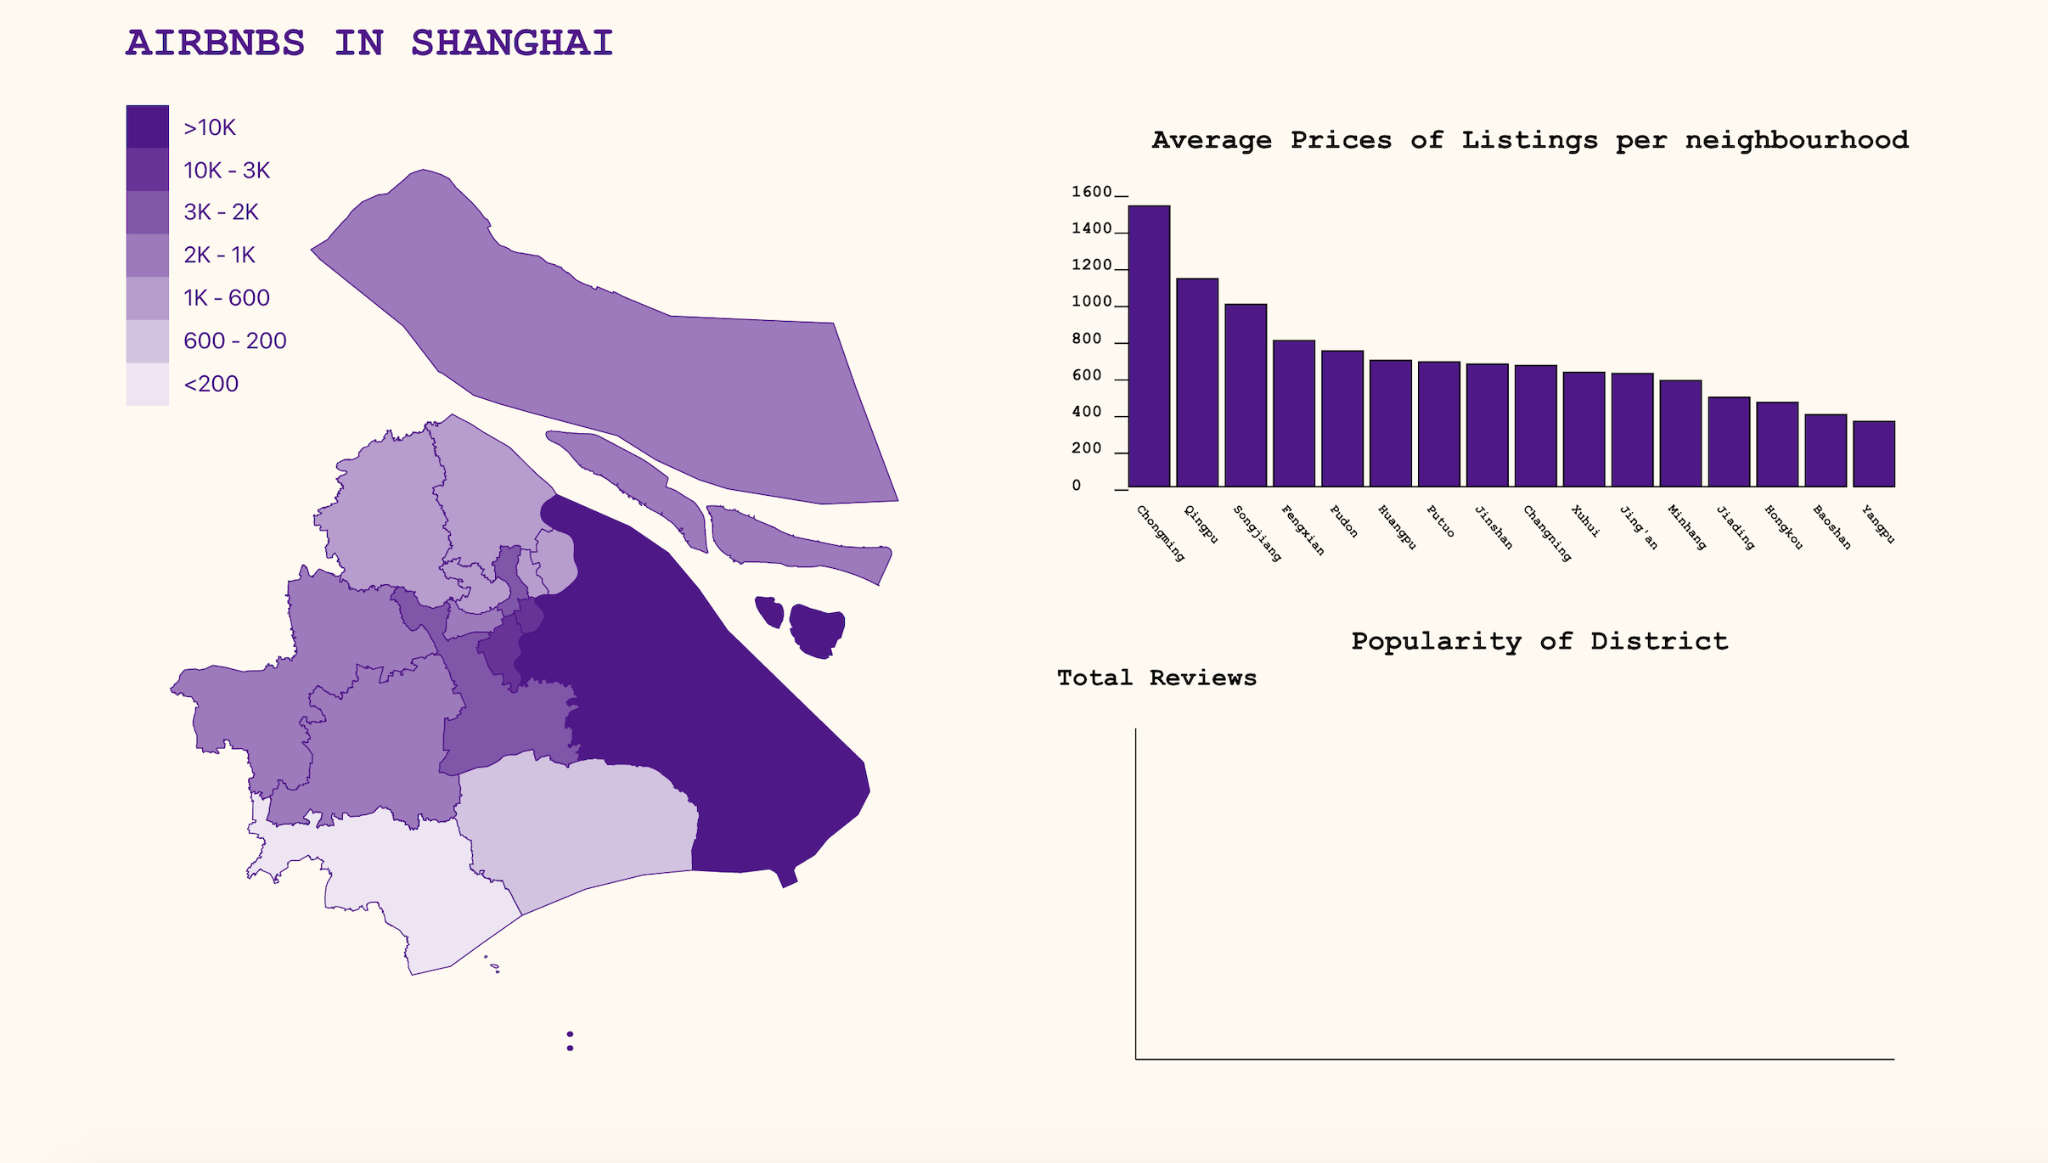 AIRBNBS IN SHANGHAI
>10K
10K - 3K
3K - 2K
2K - 1K
1K - 600
600 - 200
<200
:
Average Prices of Listings per neighbourhood
1600
1400
1200
1000
800
600
400
200
0
Chongming
Qingpu
Songjiang
Fengxian
Pudon
Huangpu
Putuo
Jinshan
Changning
Xuhui
Jing'an
Minhang
Jiading
Hongkou
Baoshan
Yangpu
Popularity of District
Total Reviews